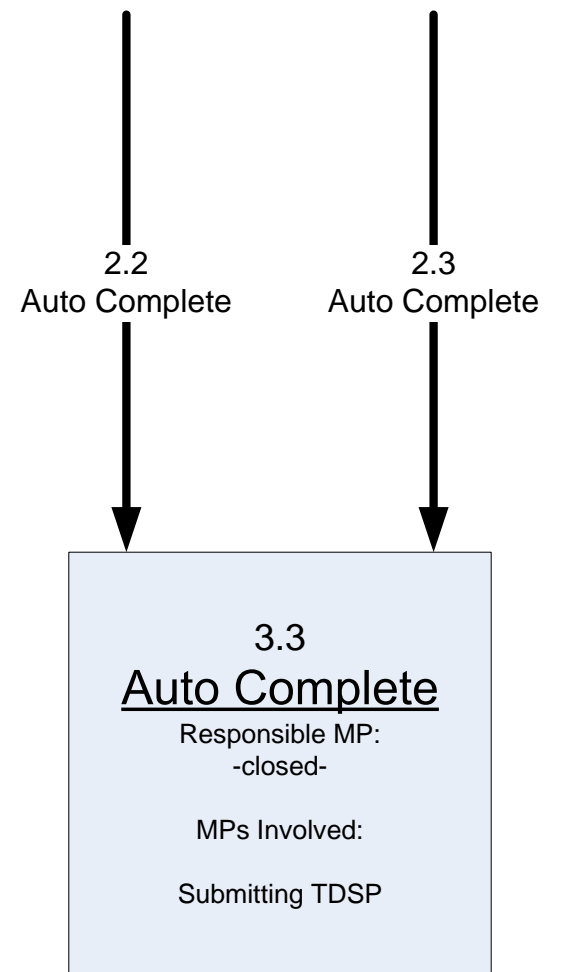 2.2
Auto Complete
2.3
Auto Complete
3.3
Auto Complete
Responsible MP:
-closed-
MPs Involved:
Submitting TDSP